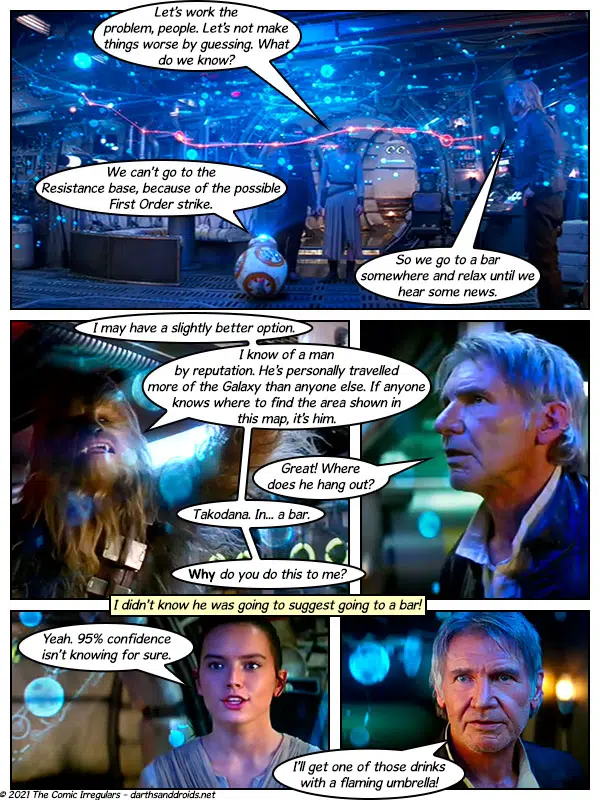 Let's work the
problem, people. Let's not make
things worse by guessing. What
do we know?
We can't go to the
Resistance base, because of the possible
First Order strike.
So we go to a bar
somewhere and relax until we
hear some news.
I may have a slightly better option.
I know of a man
by reputation. He's personally travelled
more of the Galaxy than anyone else. If anyone
knows where to find the area shown in
this map, it's him.
Great! Where
does he hang out?
Takodana. In... a bar.
Why do you do this to me?
I didn't know he was going to suggest going to a bar!
Yeah. 95% confidence
isn't knowing for sure.
I'll get one of those drinks
with a flaming umbrella!
© 2021 The Comic Irregulars - darthsanddroids.net